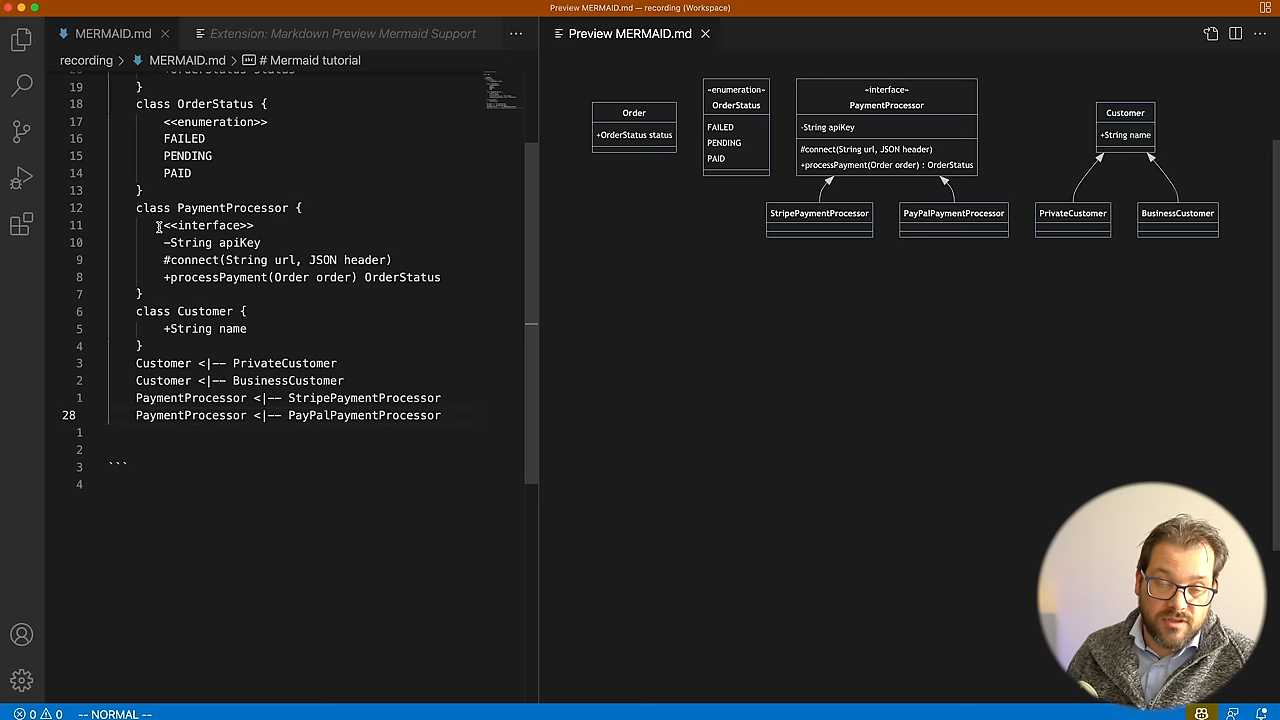 Preview MERMAID.md — recording (Workspace)
MERMAID.md
Extension: Markdown Preview Mermaid Support
recording > MERMAID.md > # Mermaid tutorial
20 +OrderStatus status
19 }
18 class OrderStatus {
17 <<enumeration>>
16 FAILED
15 PENDING
14 PAID
13 }
12 class PaymentProcessor {
11 <<interface>>
10 -String apiKey
9 #connect(String url, JSON header)
8 +processPayment(Order order) OrderStatus
7 }
6 class Customer {
5 +String name
4 }
3 Customer <|-- PrivateCustomer
2 Customer <|-- BusinessCustomer
1 PaymentProcessor <|-- StripePaymentProcessor
28 PaymentProcessor <|-- PayPalPaymentProcessor
1
2
3 ```
4
-- NORMAL --
0 0
Preview MERMAID.md
Order
+OrderStatus status
«enumeration»
OrderStatus
FAILED
PENDING
PAID
«interface»
PaymentProcessor
-String apiKey
#connect(String url, JSON header)
+processPayment(Order order) : OrderStatus
Customer
+String name
StripePaymentProcessor
PayPalPaymentProcessor
PrivateCustomer
BusinessCustomer